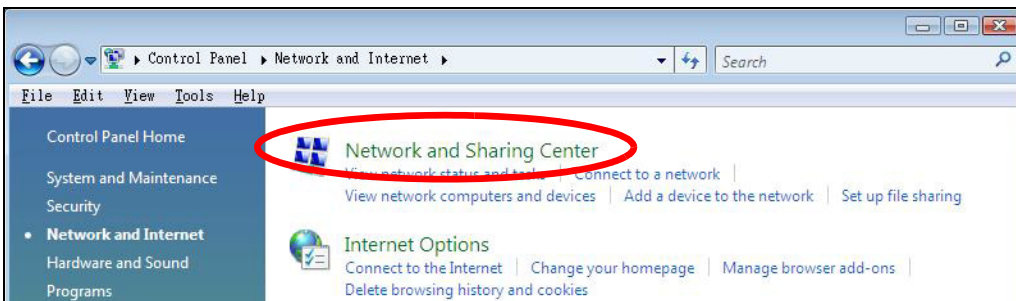 Control Panel Network and Internet Search
File Edit View Tools Help
Control Panel Home
System and Maintenance
Security
Network and Internet
Hardware and Sound
Programs
Network and Sharing Center
View network status and tasks Connect to a network
View network computers and devices Add a device to the network Set up file sharing
Internet Options
Connect to the Internet Change your homepage Manage browser add-ons
Delete browsing history and cookies